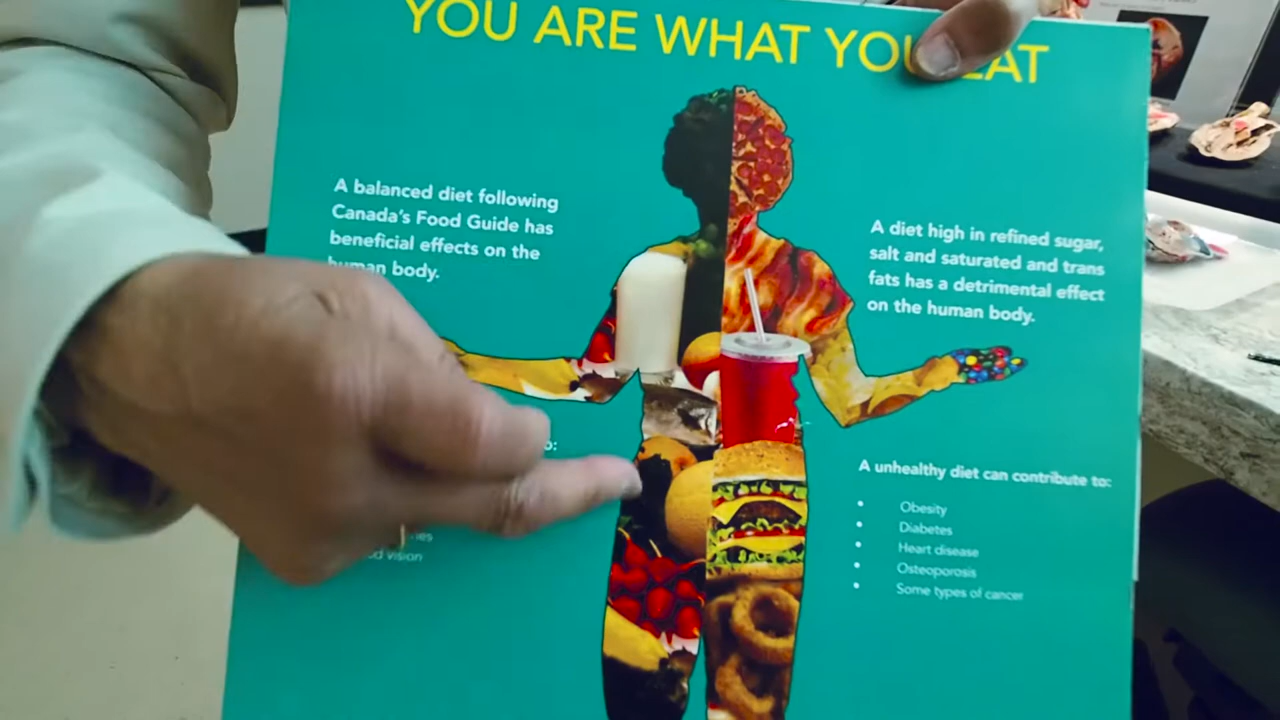 YOU ARE WHAT YOU EAT
A balanced diet following
Canada's Food Guide has
beneficial effects on the
human body.
A diet high in refined sugar,
salt and saturated and trans
fats has a detrimental effect
on the human body.
A unhealthy diet can contribute to:
• Obesity
• Diabetes
• Heart disease
• Osteoporosis
• Some types of cancer
vision